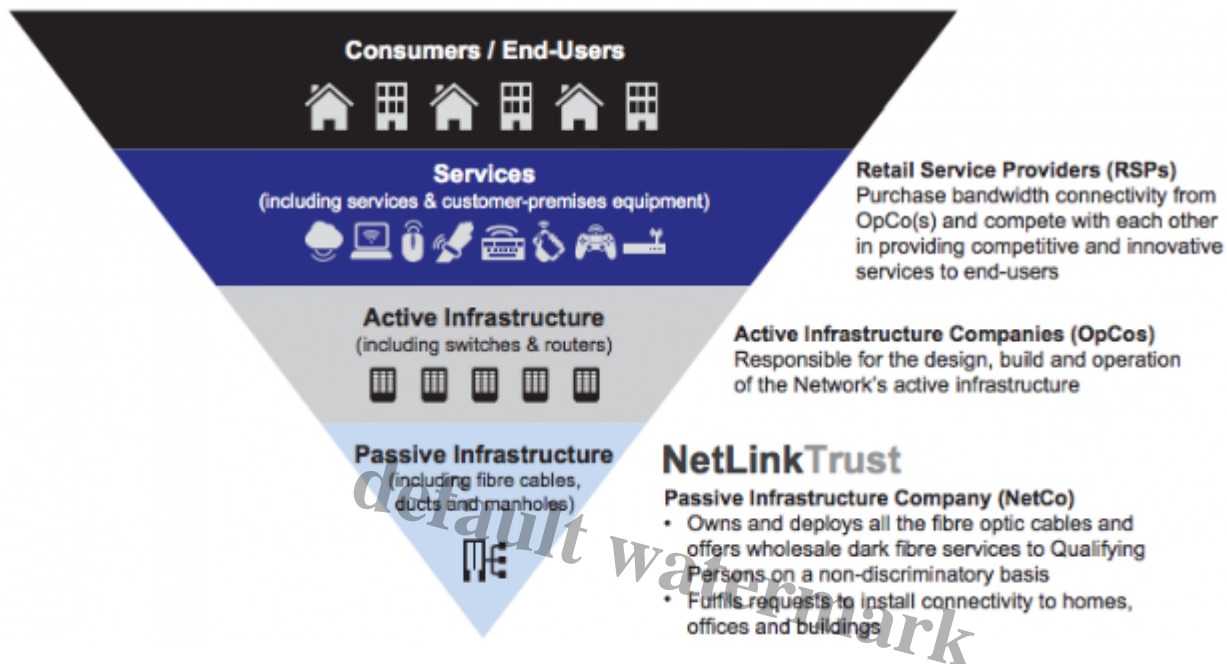 Consumers / End-Users
Services
(including services & customer-premises equipment)
Retail Service Providers (RSPs)
Purchase bandwidth connectivity from
OpCo(s) and compete with each other
in providing competitive and innovative
services to end-users
Active Infrastructure
(including switches & routers)
Active Infrastructure Companies (OpCos)
Responsible for the design, build and operation
of the Network's active infrastructure
Passive Infrastructure
(including fibre cables,
ducts and manholes)
NetLinkTrust
Passive Infrastructure Company (NetCo)
• Owns and deploys all the fibre optic cables and
offers wholesale dark fibre services to Qualifying
Persons on a non-discriminatory basis
• Fulfils requests to install connectivity to homes,
offices and buildings
default watermark